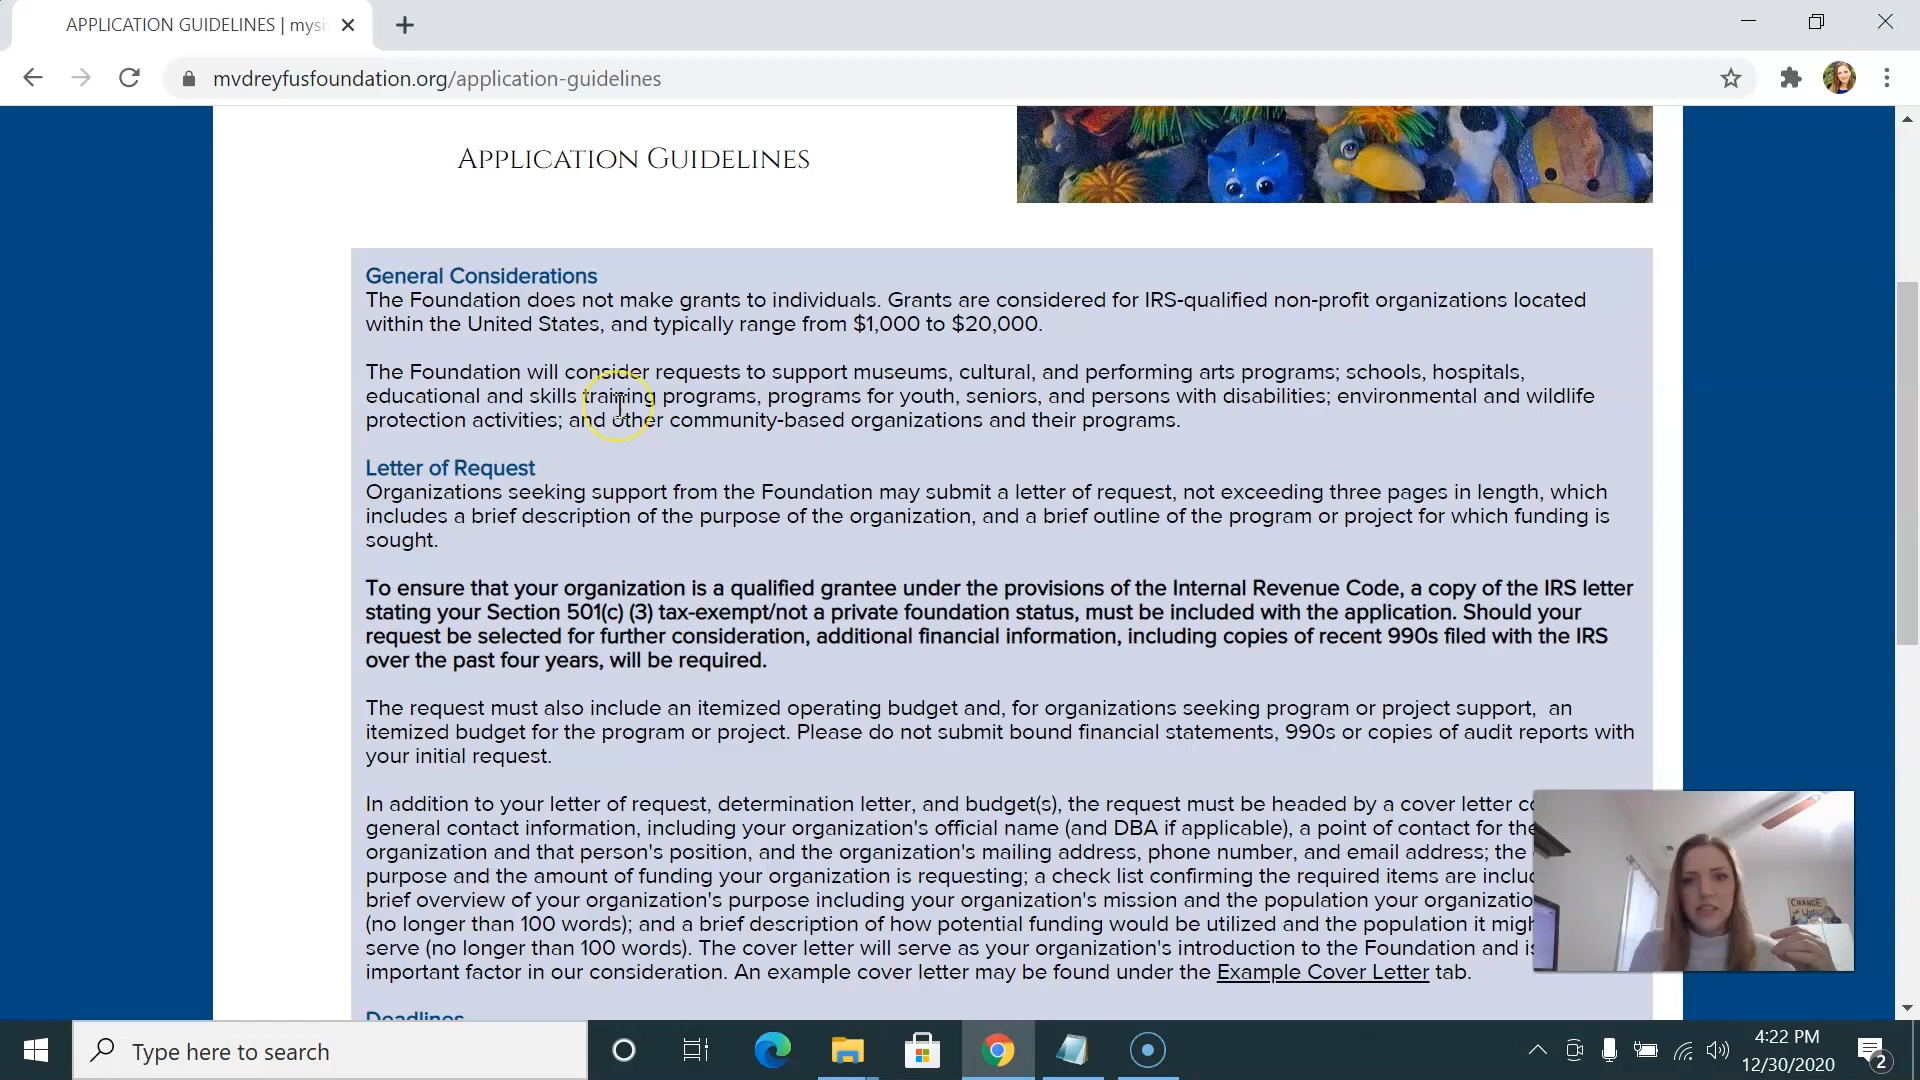 APPLICATION GUIDELINES | mysi
mvdreyfusfoundation.org/application-guidelines
APPLICATION GUIDELINES
General Considerations
The Foundation does not make grants to individuals. Grants are considered for IRS-qualified non-profit organizations located
within the United States, and typically range from $1,000 to $20,000.
The Foundation will consider requests to support museums, cultural, and performing arts programs; schools, hospitals,
educational and skills training programs, programs for youth, seniors, and persons with disabilities; environmental and wildlife
protection activities; and other community-based organizations and their programs.
Letter of Request
Organizations seeking support from the Foundation may submit a letter of request, not exceeding three pages in length, which
includes a brief description of the purpose of the organization, and a brief outline of the program or project for which funding is
sought.
To ensure that your organization is a qualified grantee under the provisions of the Internal Revenue Code, a copy of the IRS letter
stating your Section 501(c) (3) tax-exempt/not a private foundation status, must be included with the application. Should your
request be selected for further consideration, additional financial information, including copies of recent 990s filed with the IRS
over the past four years, will be required.
The request must also include an itemized operating budget and, for organizations seeking program or project support, an
itemized budget for the program or project. Please do not submit bound financial statements, 990s or copies of audit reports with
your initial request.
In addition to your letter of request, determination letter, and budget(s), the request must be headed by a cover letter
general contact information, including your organization's official name (and DBA if applicable), a point of contact for the
organization and that person's position, and the organization's mailing address, phone number, and email address; the
purpose and the amount of funding your organization is requesting; a check list confirming the required items are
brief overview of your organization's purpose including your organization's mission and the population your
(no longer than 100 words); and a brief description of how potential funding would be utilized and the population it
serve (no longer than 100 words). The cover letter will serve as your organization's introduction to the Foundation and
important factor in our consideration. An example cover letter may be found under the Example Cover Letter tab.
Deadlines
CHANGE
Type here to search
4:22 PM
12/30/2020
2